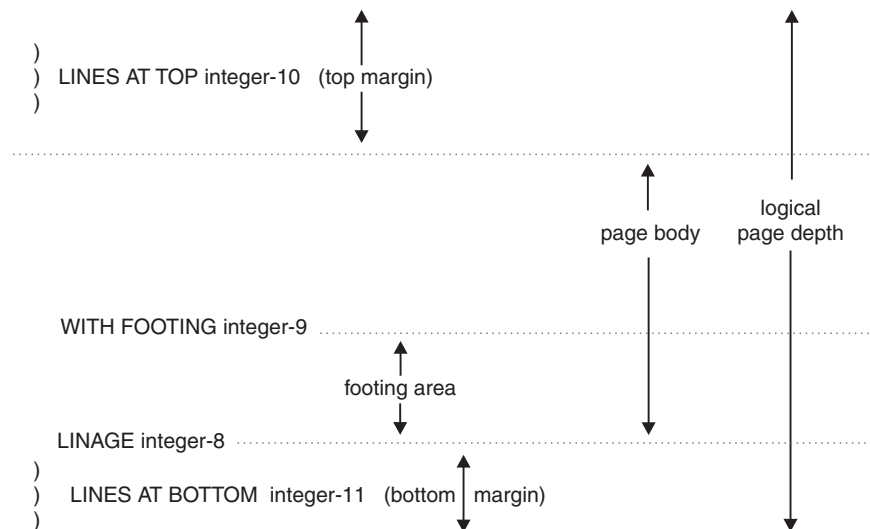 )
) LINES AT TOP integer-10 (top margin)
)
logical
page body page depth
WITH FOOTING integer-9
footing area
LINAGE integer-8
)
) LINES AT BOTTOM integer-11 (bottom margin)
)